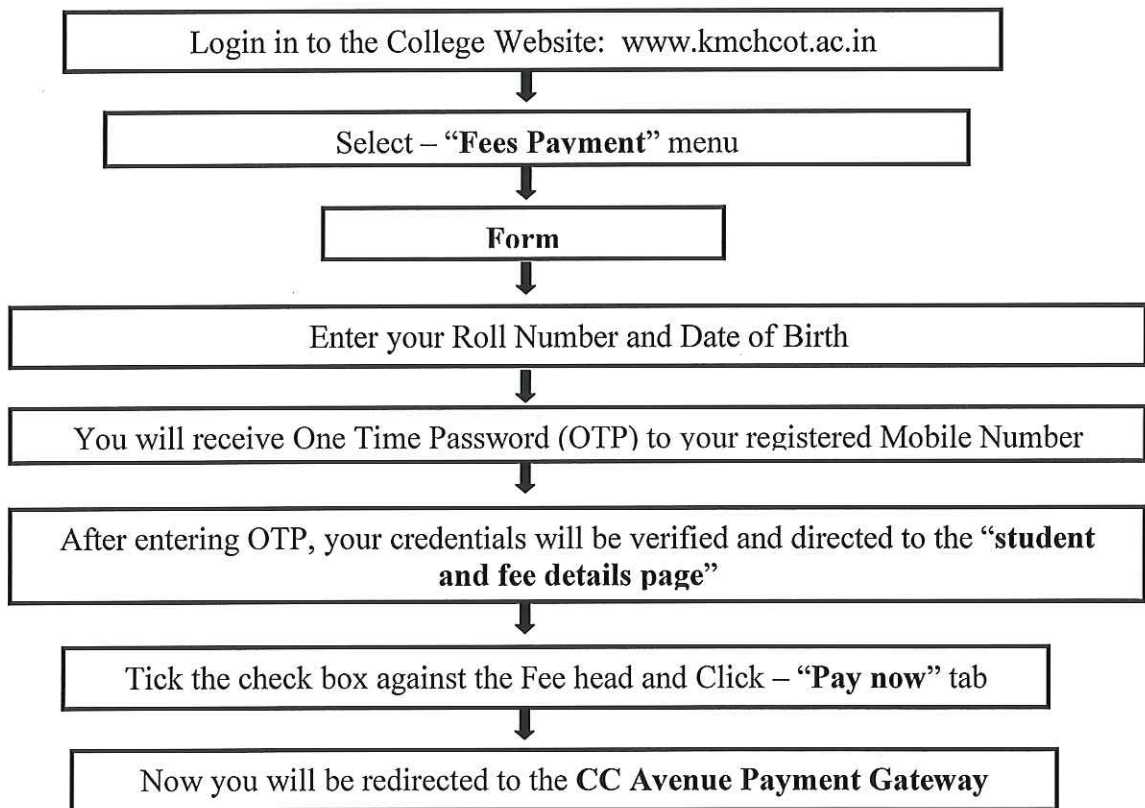 Login in to the College Website: www.kmchcot.ac.in
Select – “Fees Payment” menu
Form
Enter your Roll Number and Date of Birth
You will receive One Time Password (OTP) to your registered Mobile Number
After entering OTP, your credentials will be verified and directed to the “student
and fee details page”
Tick the check box against the Fee head and Click – “Pay now” tab
Now you will be redirected to the CC Avenue Payment Gateway